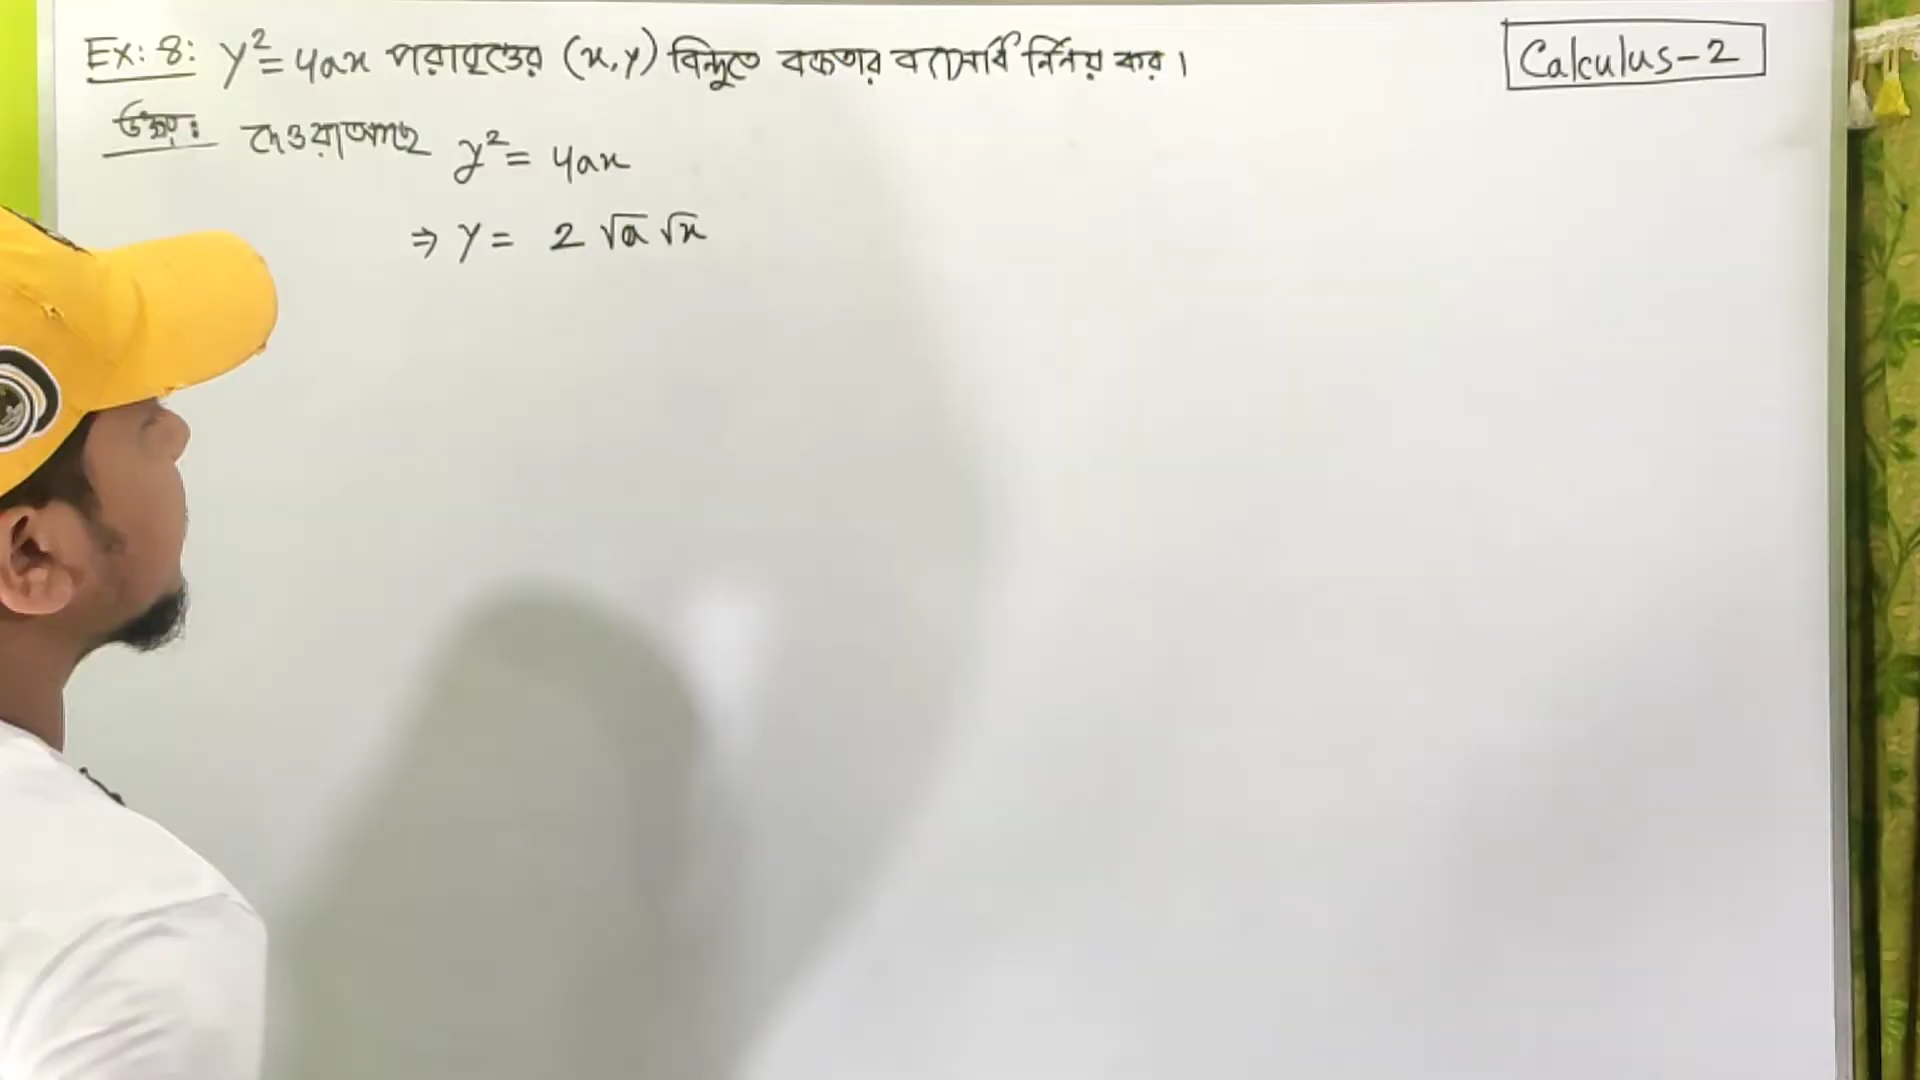 Ex: 8: y² = 4ax পরাবৃত্তের (x, y) বিন্দুতে বক্রতার ব্যাসার্ধ নির্ণয় কর।
Calculus-2
উত্তর: দেওয়া আছে y² = 4ax
⇒ y = 2 √a √x